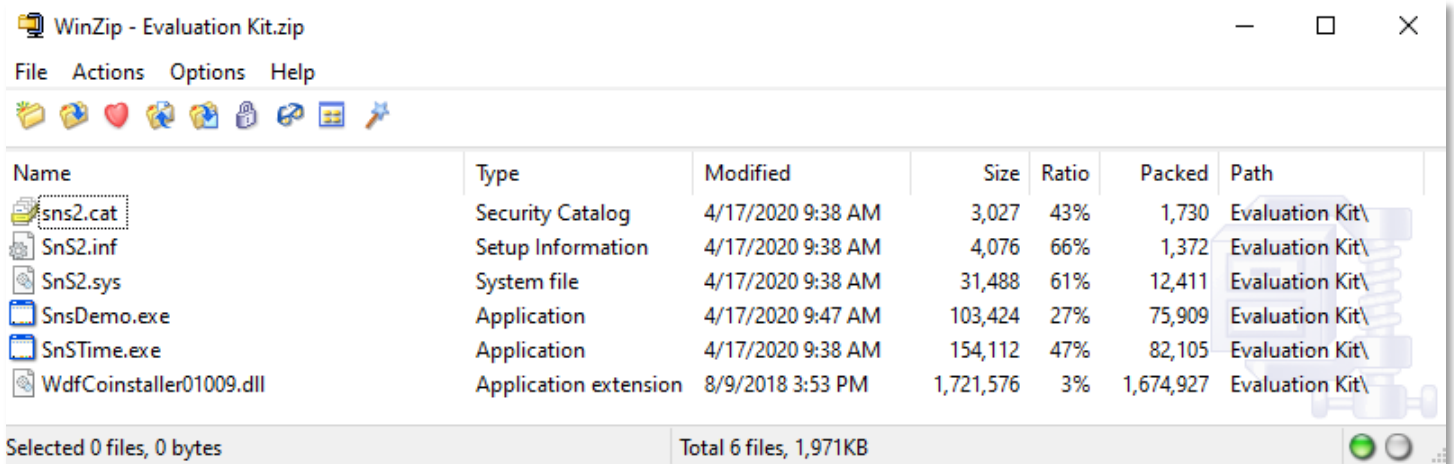 WinZip - Evaluation Kit.zip
File Actions Options Help
Name Type Modified Size Ratio Packed Path
sns2.cat Security Catalog 4/17/2020 9:38 AM 3,027 43% 1,730 Evaluation Kit\
SnS2.inf Setup Information 4/17/2020 9:38 AM 4,076 66% 1,372 Evaluation Kit\
SnS2.sys System file 4/17/2020 9:38 AM 31,488 61% 12,411 Evaluation Kit\
SnsDemo.exe Application 4/17/2020 9:47 AM 103,424 27% 75,909 Evaluation Kit\
SnSTime.exe Application 4/17/2020 9:38 AM 154,112 47% 82,105 Evaluation Kit\
WdfCoinstaller01009.dll Application extension 8/9/2018 3:53 PM 1,721,576 3% 1,674,927 Evaluation Kit\
Selected 0 files, 0 bytes Total 6 files, 1,971KB